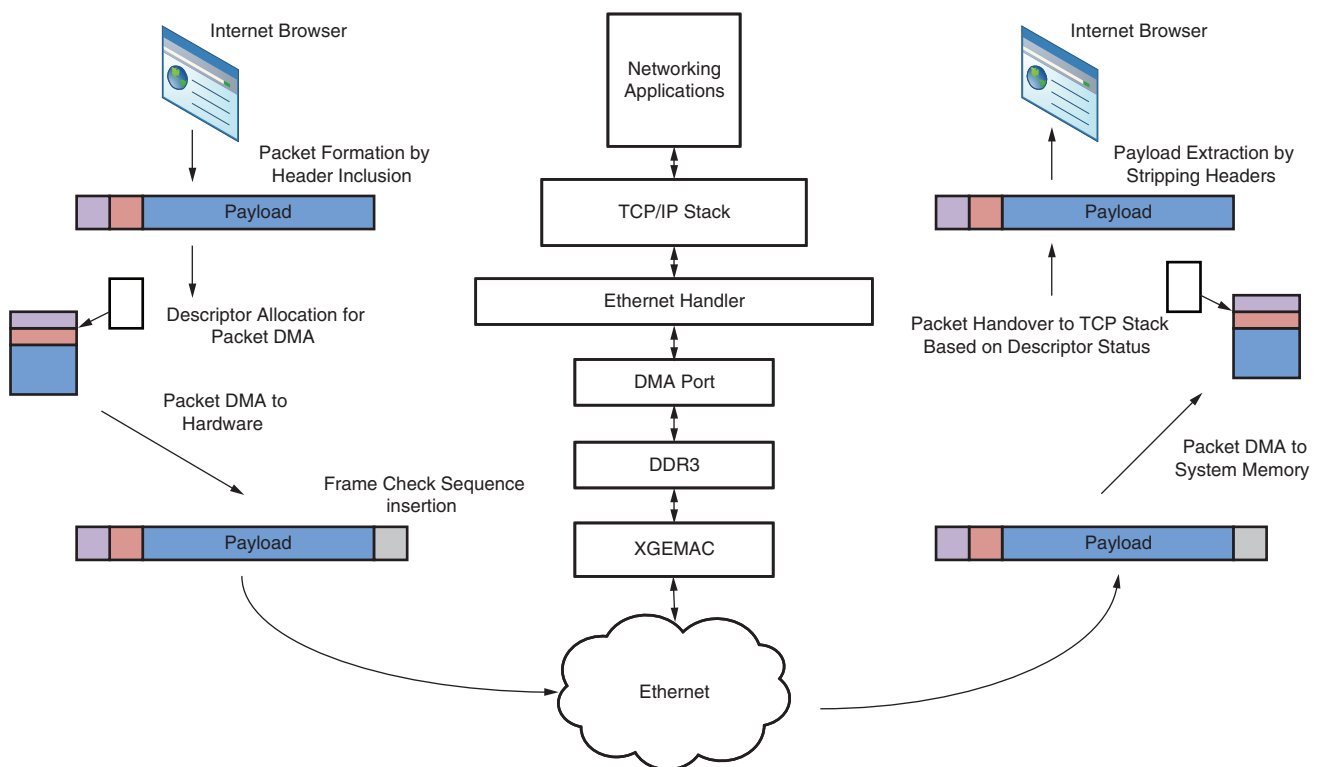 Internet Browser
Packet Formation by
Header Inclusion
Payload
Descriptor Allocation for
Packet DMA
Packet DMA to
Hardware
Frame Check Sequence
insertion
Payload
Networking
Applications
TCP/IP Stack
Ethernet Handler
DMA Port
DDR3
XGEMAC
Ethernet
Internet Browser
Payload Extraction by
Stripping Headers
Payload
Packet Handover to TCP Stack
Based on Descriptor Status
Packet DMA to
System Memory
Payload